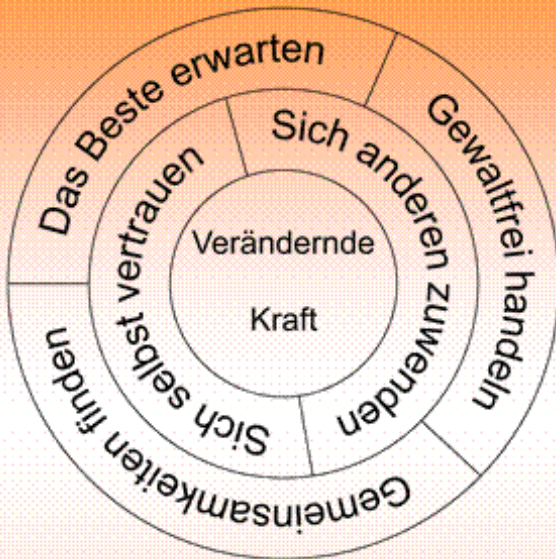 Das Beste erwarten
Gewaltfrei handeln
Gemeinsamkeiten finden
Sich selbst vertrauen
Sich anderen zuwenden
Verändernde
Kraft